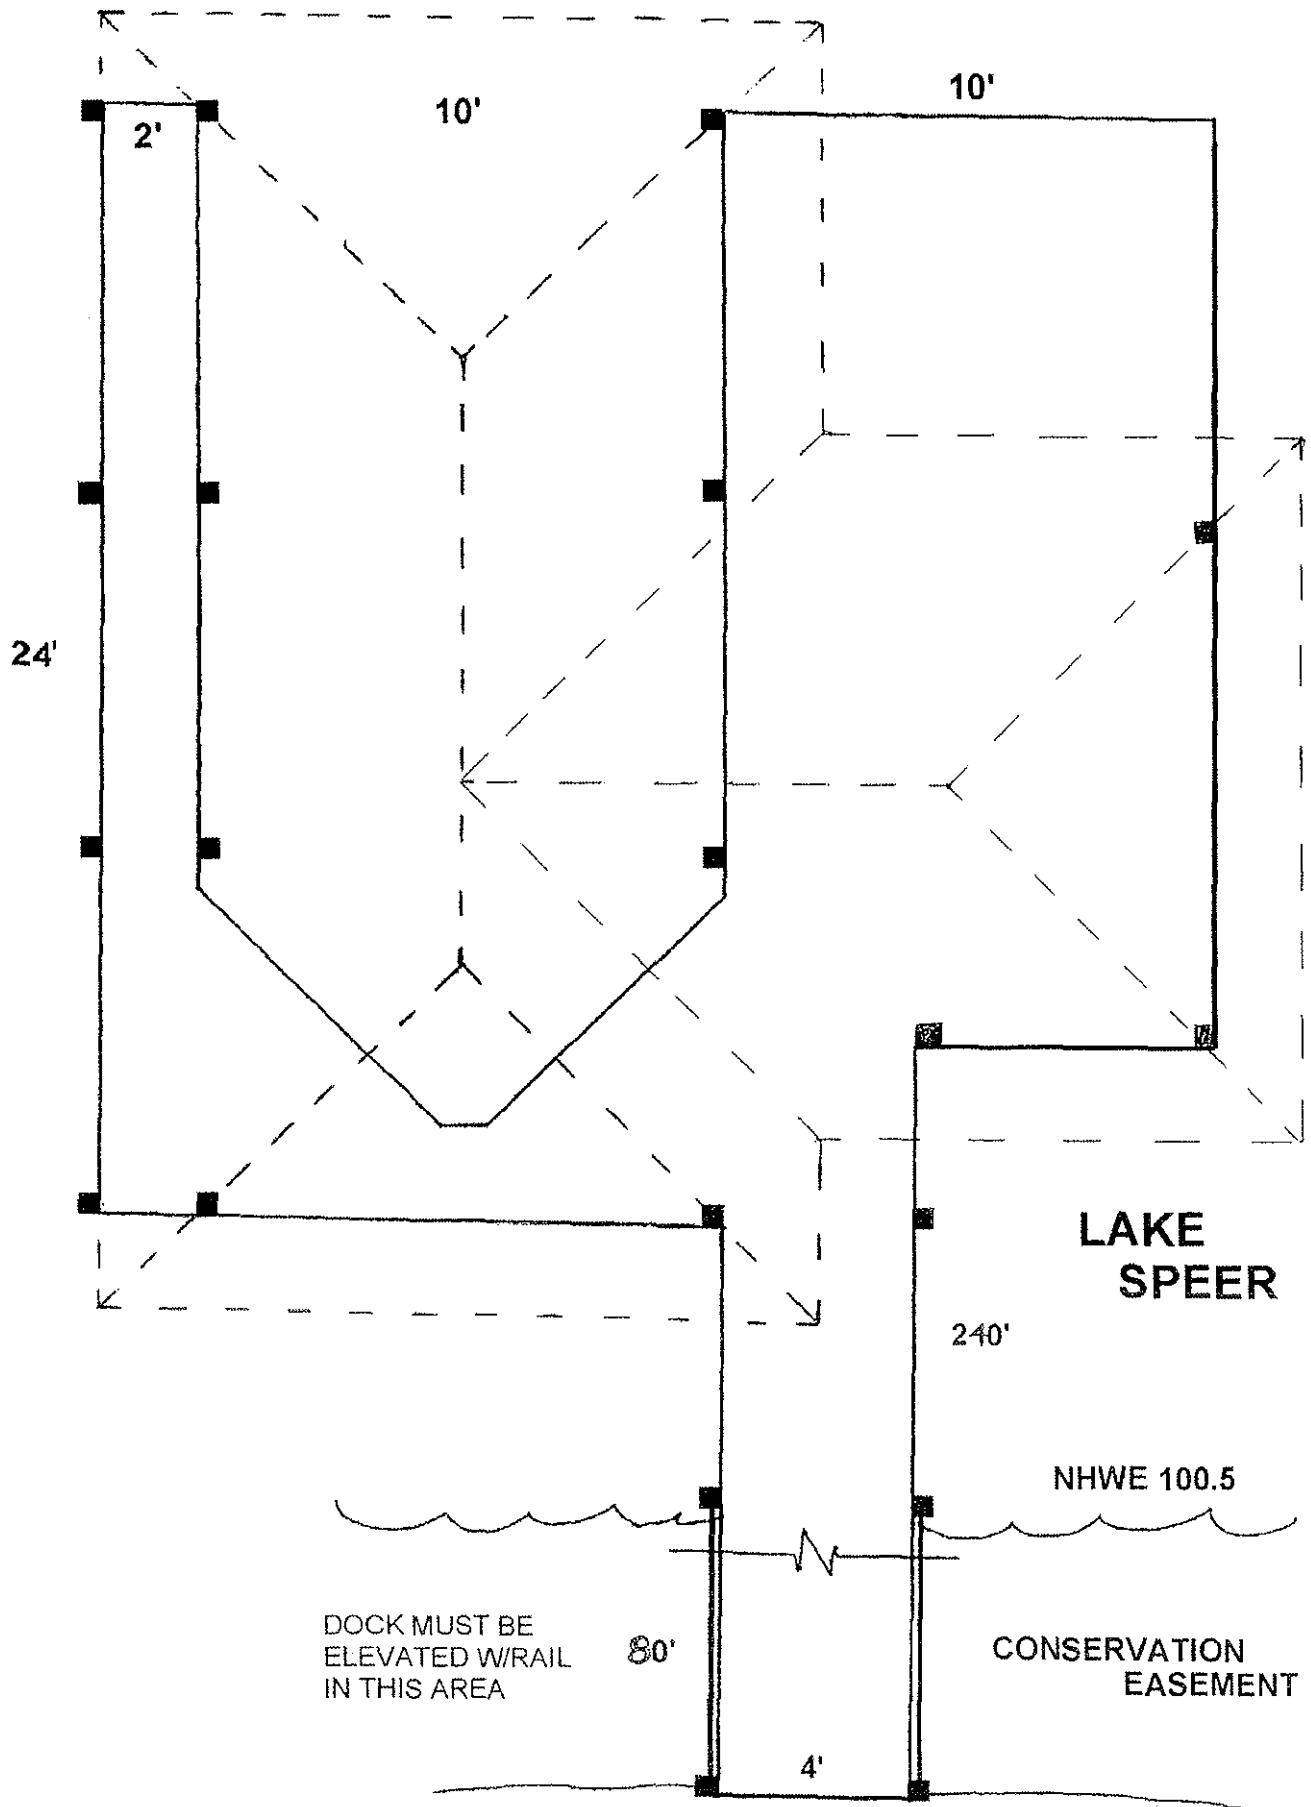 10'
10'
2'
24'
LAKE
SPEER
240'
NHWE 100.5
DOCK MUST BE
ELEVATED W/RAIL
IN THIS AREA
80'
CONSERVATION
EASEMENT
4'